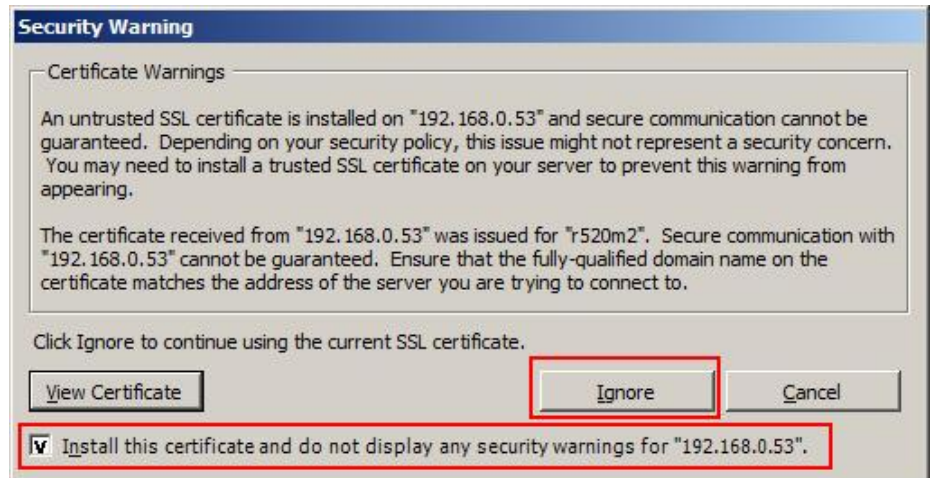 Security Warning
Certificate Warnings
An untrusted SSL certificate is installed on "192.168.0.53" and secure communication cannot be
guaranteed. Depending on your security policy, this issue might not represent a security concern.
You may need to install a trusted SSL certificate on your server to prevent this warning from
appearing.
The certificate received from "192.168.0.53" was issued for "r520m2". Secure communication with
"192.168.0.53" cannot be guaranteed. Ensure that the fully-qualified domain name on the
certificate matches the address of the server you are trying to connect to.
Click Ignore to continue using the current SSL certificate.
View Certificate Ignore Cancel
Install this certificate and do not display any security warnings for "192.168.0.53".